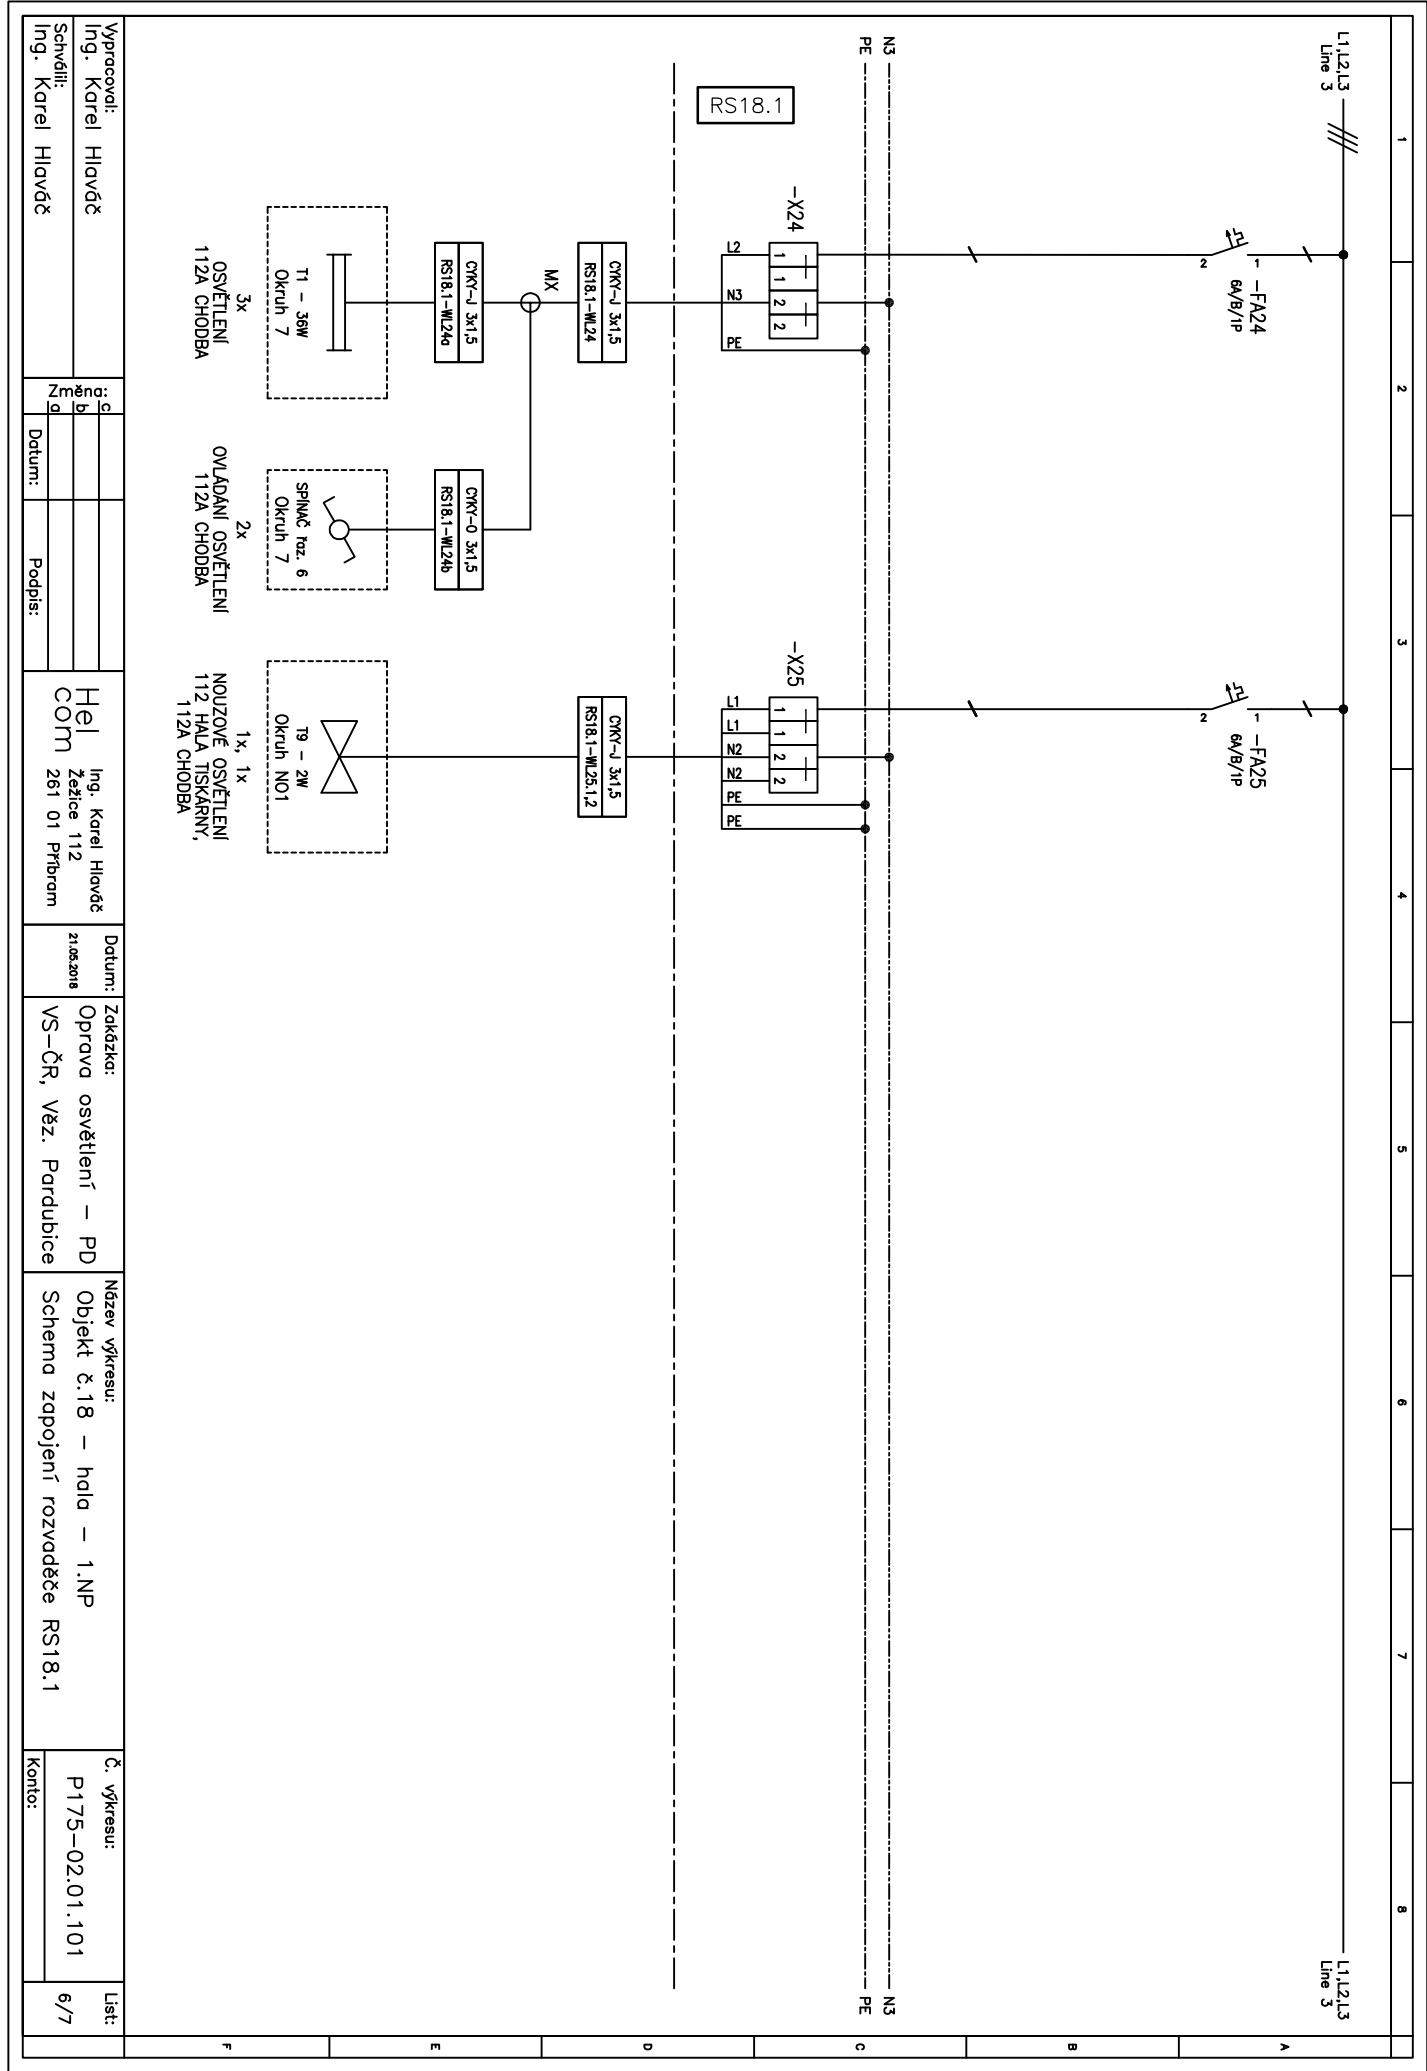 1
2
3
4
5
6
7
8
A
B
C
D
E
F
L1,L2,L3
Line 3
L1,L2,L3
Line 3
1
-FA24
6A/B/1P
2
1
-FA25
6A/B/1P
2
N3
N3
PE
PE
-X24
1 1 2 2
L2
N3
PE
-X25
1 1 2 2
L1
L1
N2
N2
PE
PE
RS18.1
CYKY-J 3x1,5
RS18.1-WL24
CYKY-J 3x1,5
RS18.1-WL25.1,2
MX
CYKY-J 3x1,5
RS18.1-WL24a
CYKY-O 3x1,5
RS18.1-WL24b
T1 - 36W
Okruh 7
SPÍNAČ řaz. 6
Okruh 7
T9 - 2W
Okruh NO1
3x
OSVĚTLENÍ
112A CHODBA
2x
OVLÁDÁNÍ OSVĚTLENÍ
112A CHODBA
1x, 1x
NOUZOVÉ OSVĚTLENÍ
112 HALA TISKÁRNY,
112A CHODBA
Vypracoval:
Ing. Karel Hlaváč
Schválil:
Ing. Karel Hlaváč
Změna:
c
b
a
Datum:
Podpis:
Hel
com
Ing. Karel Hlaváč
Žežice 112
261 01 Příbram
Datum:
21.05.2018
Zakázka:
Oprava osvětlení - PD
VS-ČR, Věz. Pardubice
Název výkresu:
Objekt č.18 - hala - 1.NP
Schema zapojení rozvaděče RS18.1
Č. výkresu:
P175-02.01.101
Konto:
List:
6/7